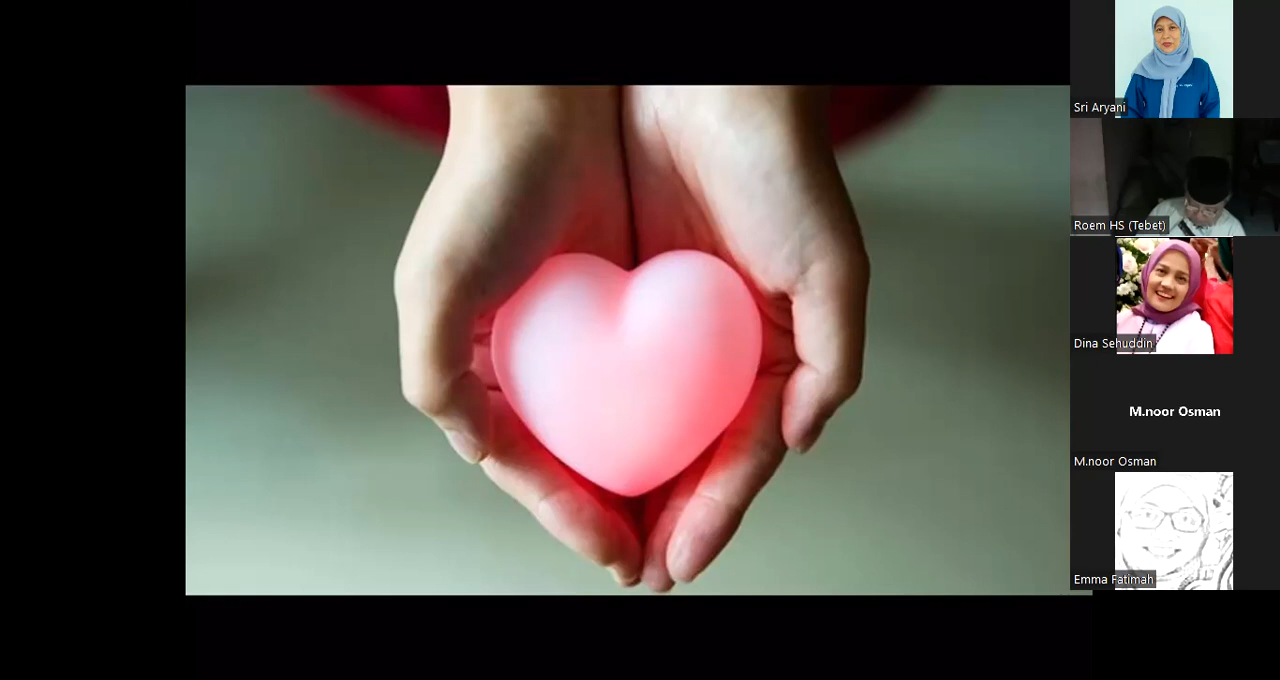 Sri Aryani
Roem HS (Tebet)
Dina Sehuddin
M.noor Osman
M.noor Osman
Emma Fatimah